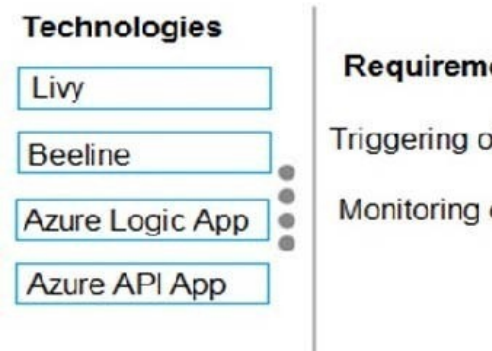 Technologies
Livy
Beeline
Azure Logic App
Azure API App
Triggering
Monitoring